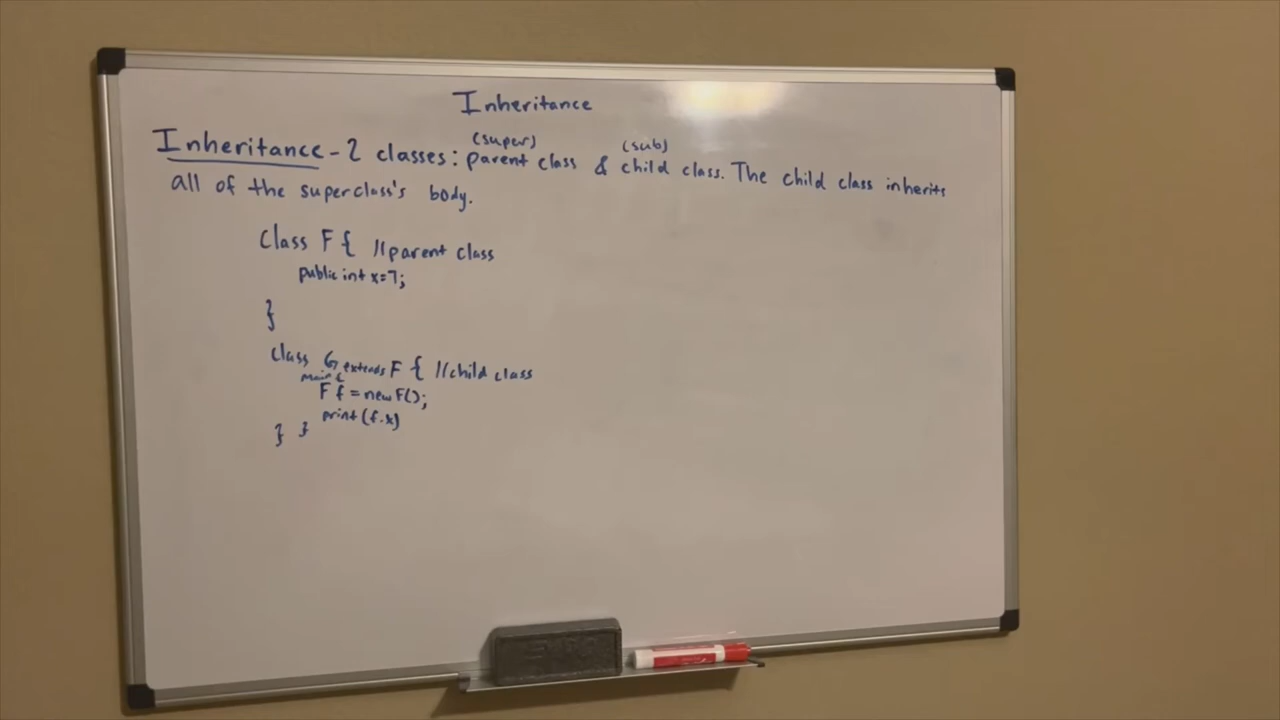 Inheritance
(super) (sub)
Inheritance - 2 classes: parent class & child class. The child class inherits
all of the superclass's body.
class F { //parent class
public int x=7;
}
class G extends F { //child class
main {
F f = new F();
print(f.x)
} }